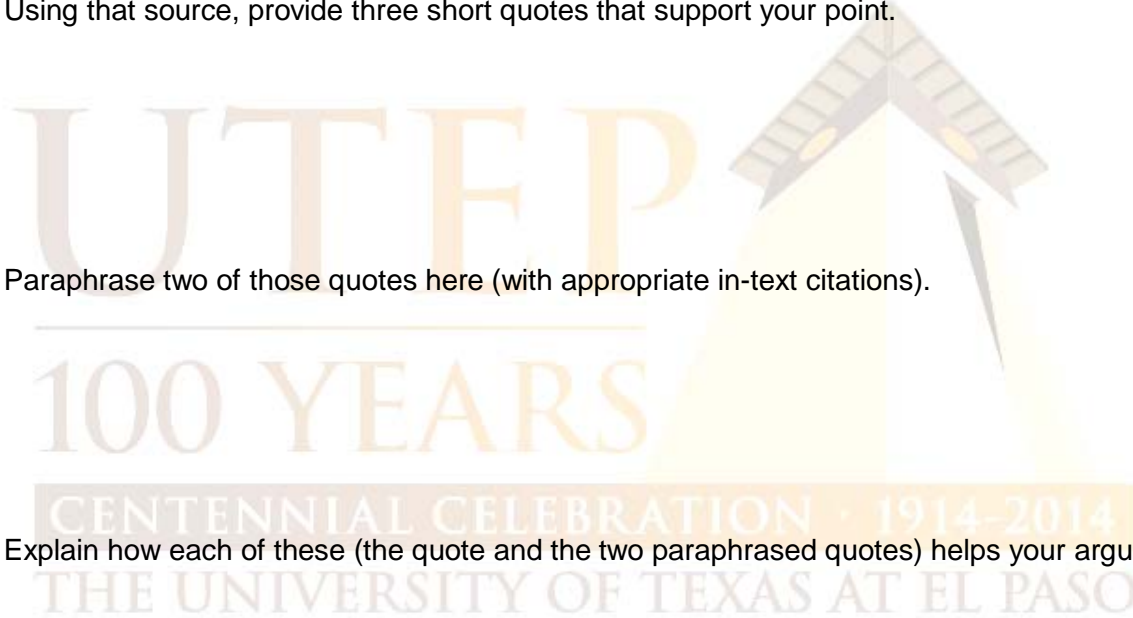 Using that source, provide three short quotes that support your point.
UTEP
Paraphrase two of those quotes here (with appropriate in-text citations).
100 YEARS
CENTENNIAL CELEBRATION · 1914-2014
Explain how each of these (the quote and the two paraphrased quotes) helps your argu
THE UNIVERSITY OF TEXAS AT EL PASO